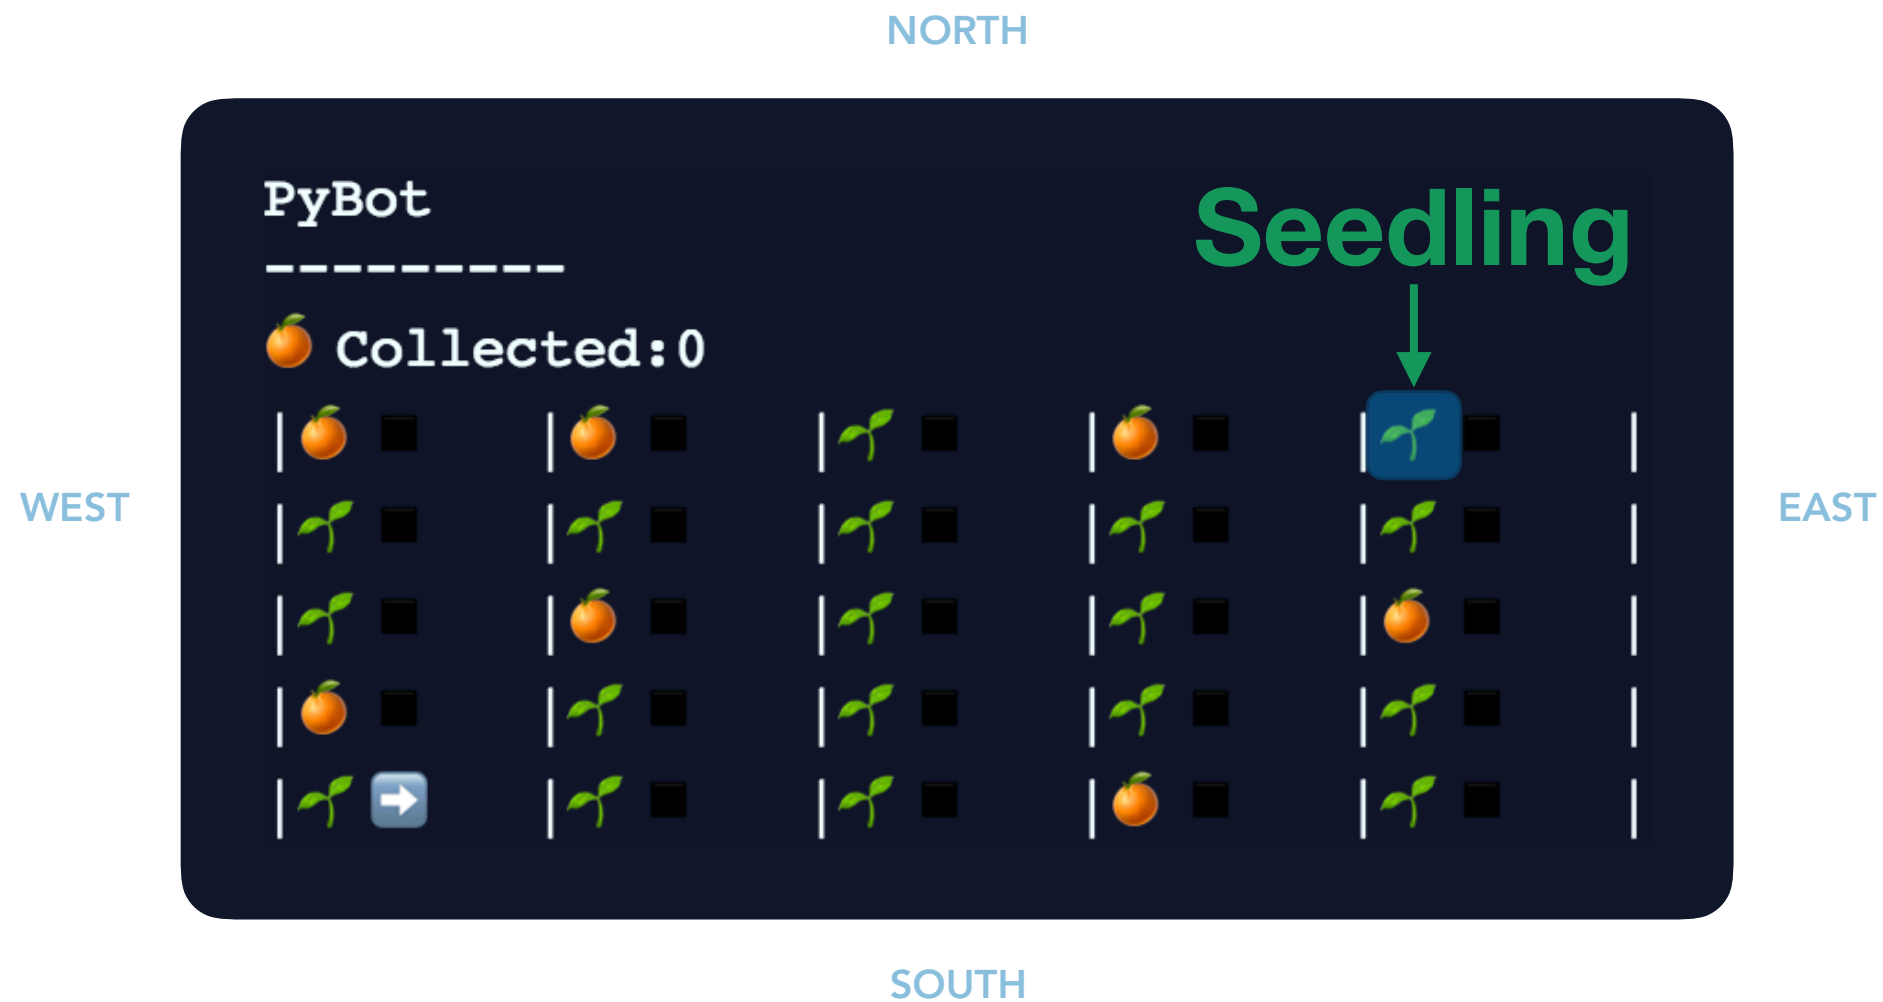 NORTH
PyBot
Seedling
---------
Collected:0
WEST
EAST
SOUTH